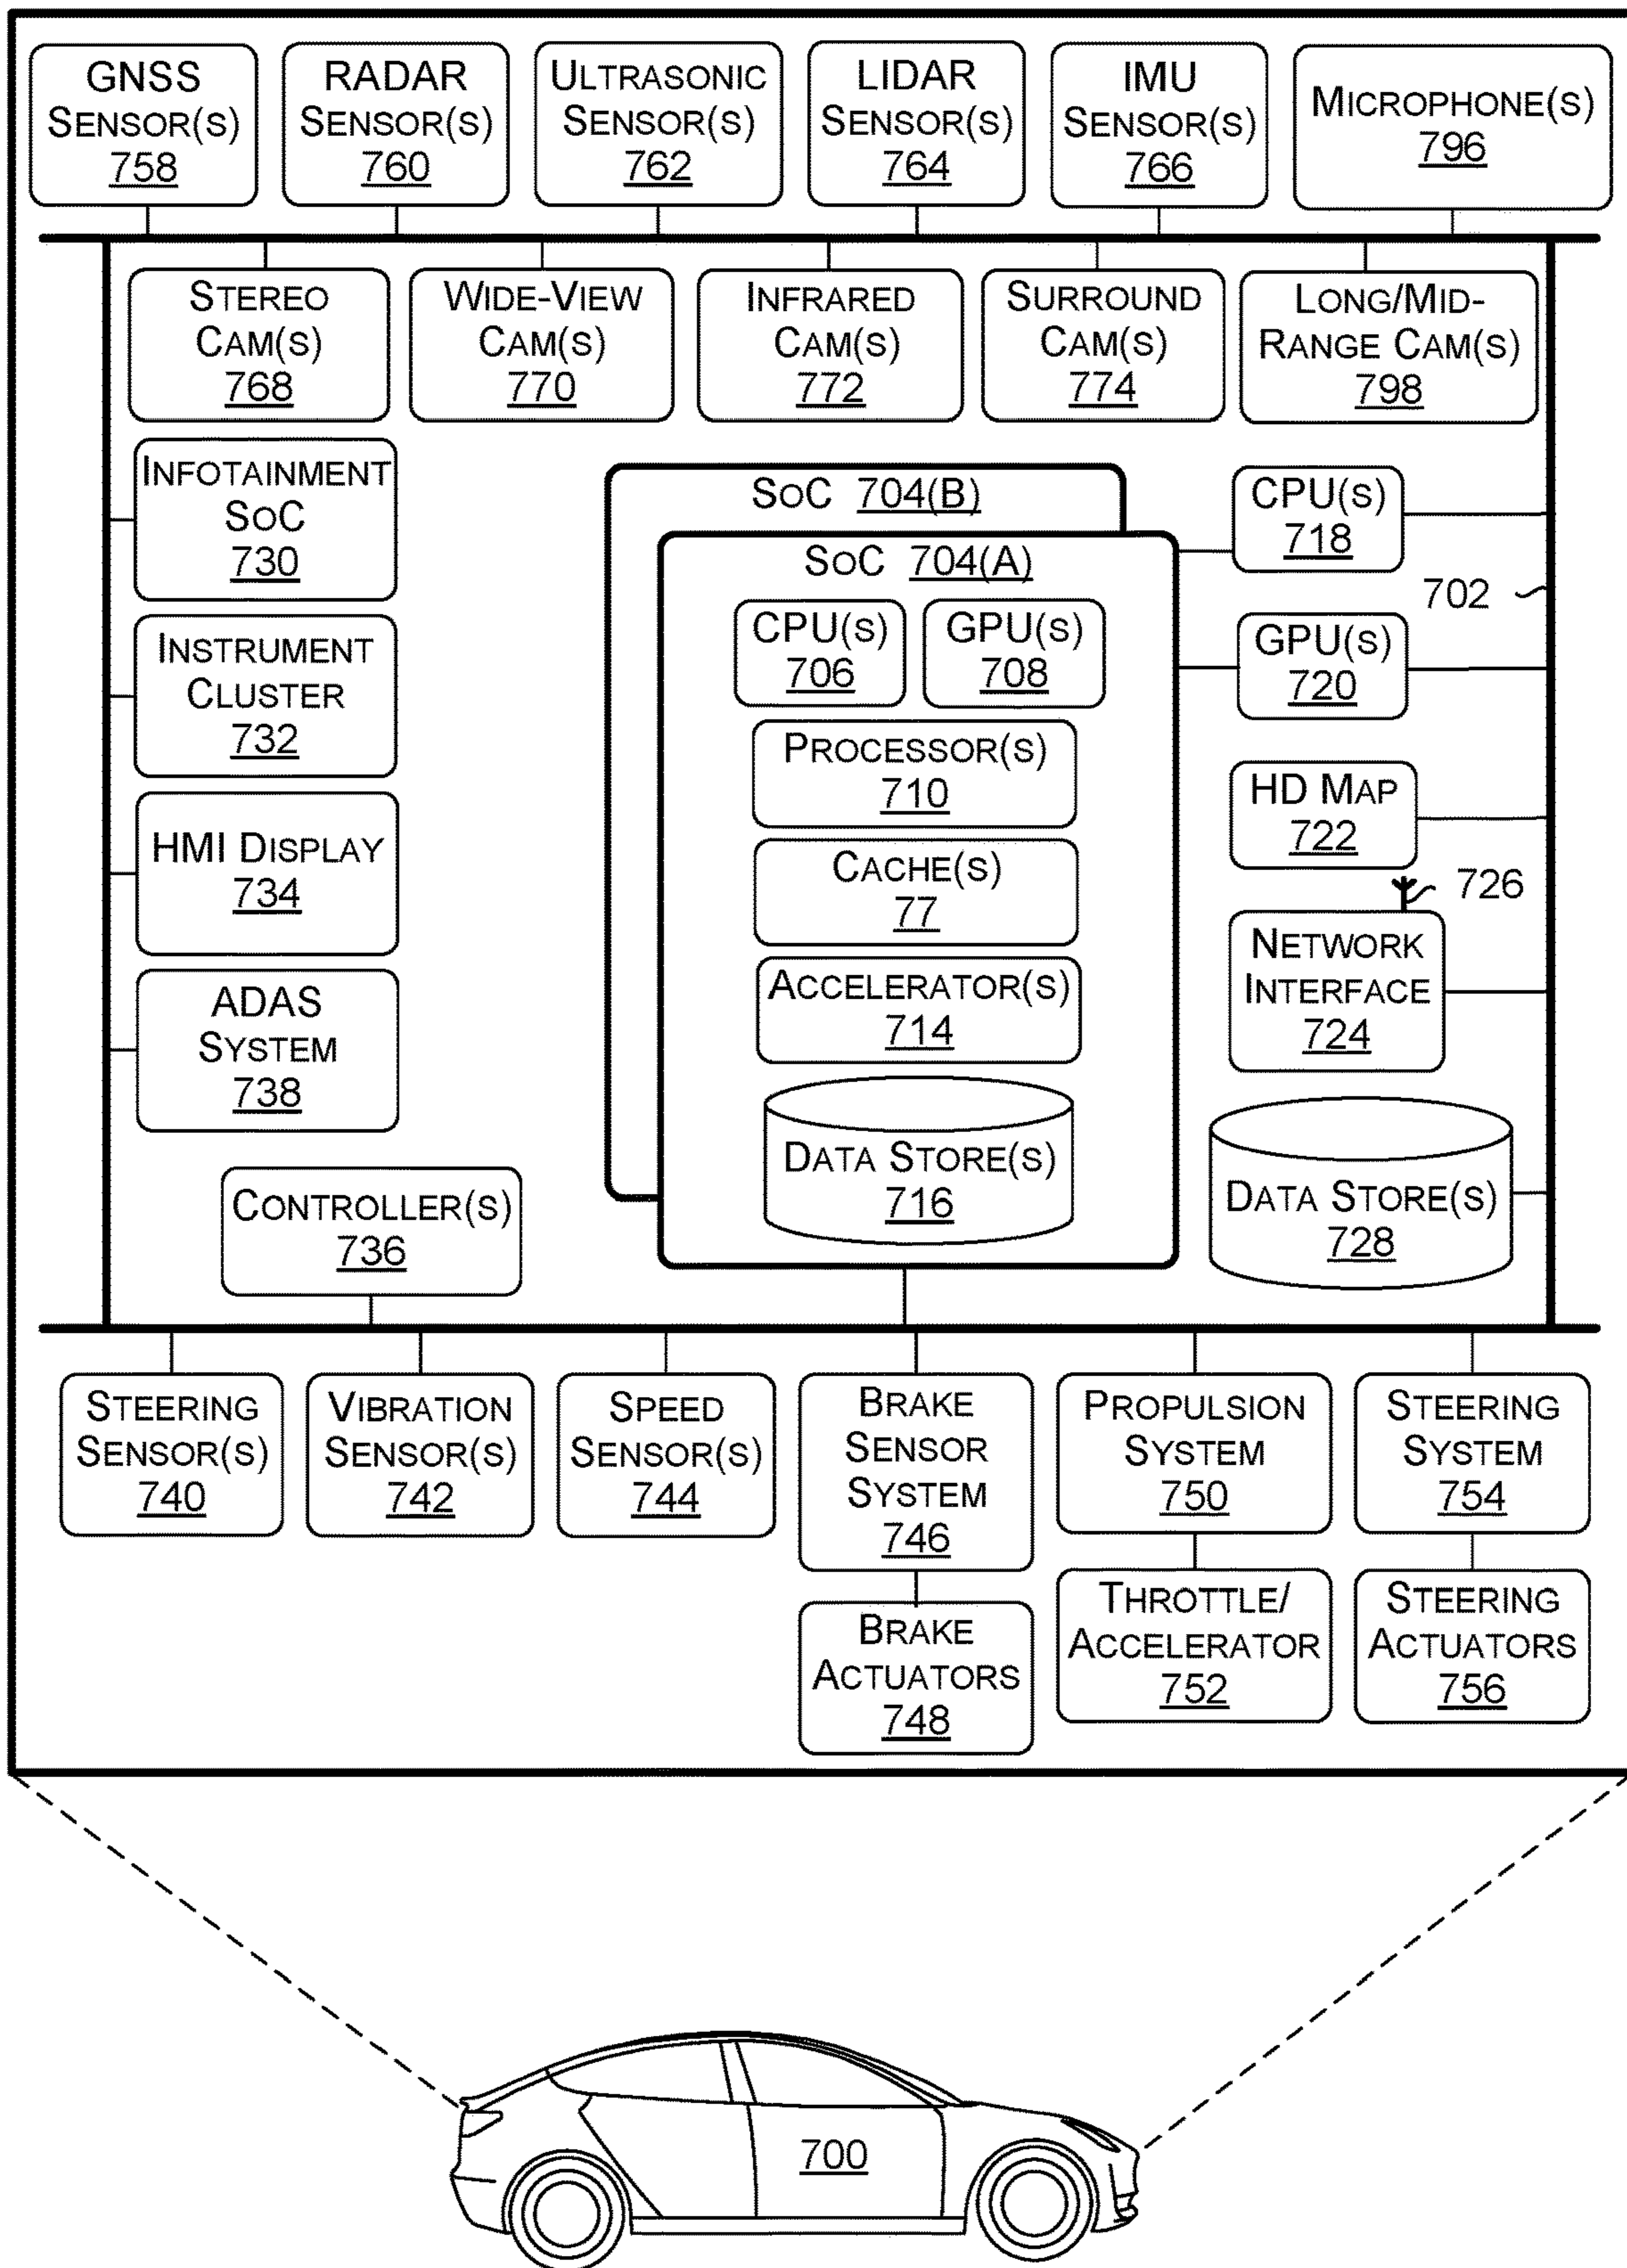 GNSS
SENSOR(S)
758
RADAR
SENSOR(S)
760
ULTRASONIC
SENSOR(S)
762
LIDAR
SENSOR(S)
764
IMU
SENSOR(S)
766
MICROPHONE(S)
796
STEREO
CAM(S)
768
WIDE-VIEW
CAM(S)
770
INFRARED
CAM(S)
772
SURROUND
CAM(S)
774
LONG/MID-
RANGE CAM(S)
798
INFOTAINMENT
SOC
730
INSTRUMENT
CLUSTER
732
HMI DISPLAY
734
ADAS
SYSTEM
738
CONTROLLER(S)
736
SOC 704(B)
SOC 704(A)
CPU(S)
706
GPU(S)
708
PROCESSOR(S)
710
CACHE(S)
77
ACCELERATOR(S)
714
DATA STORE(S)
716
CPU(S)
718
702
GPU(S)
720
HD MAP
722
726
NETWORK
INTERFACE
724
DATA STORE(S)
728
STEERING
SENSOR(S)
740
VIBRATION
SENSOR(S)
742
SPEED
SENSOR(S)
744
BRAKE
SENSOR
SYSTEM
746
BRAKE
ACTUATORS
748
PROPULSION
SYSTEM
750
THROTTLE/
ACCELERATOR
752
STEERING
SYSTEM
754
STEERING
ACTUATORS
756
700